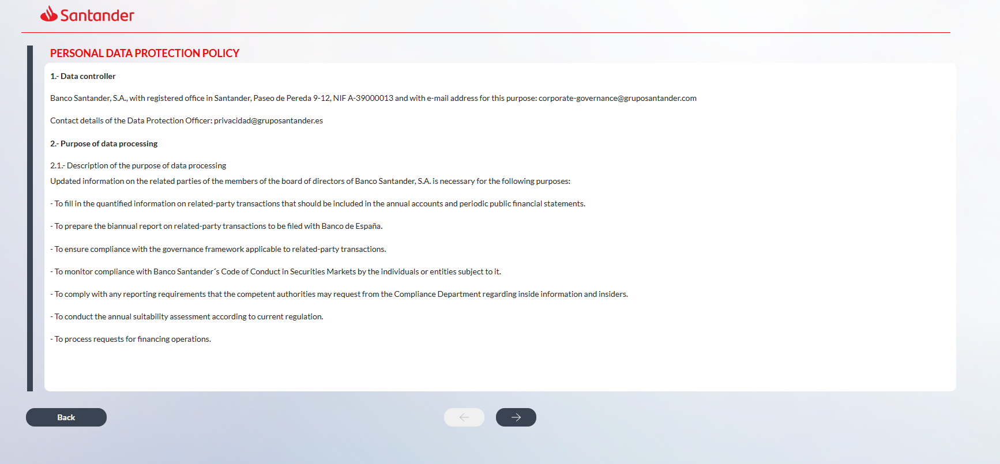 Santander
PERSONAL DATA PROTECTION POLICY
1.- Data controller
Banco Santander, S.A., with registered office in Santander, Paseo de Pereda 9-12, NIF A-39000013 and with e-mail address for this purpose: corporate-governance@gruposantander.com
Contact details of the Data Protection Officer: privacidad@gruposantander.es
2.- Purpose of data processing
2.1.- Description of the purpose of data processing
Updated information on the related parties of the members of the board of directors of Banco Santander, S.A. is necessary for the following purposes:
- To fill in the quantified information on related-party transactions that should be included in the annual accounts and periodic public financial statements.
- To prepare the biannual report on related-party transactions to be filed with Banco de España.
- To ensure compliance with the governance framework applicable to related-party transactions.
- To monitor compliance with Banco Santander´s Code of Conduct in Securities Markets by the individuals or entities subject to it.
- To comply with any reporting requirements that the competent authorities may request from the Compliance Department regarding inside information and insiders.
- To conduct the annual suitability assessment according to current regulation.
- To process requests for financing operations.
Back